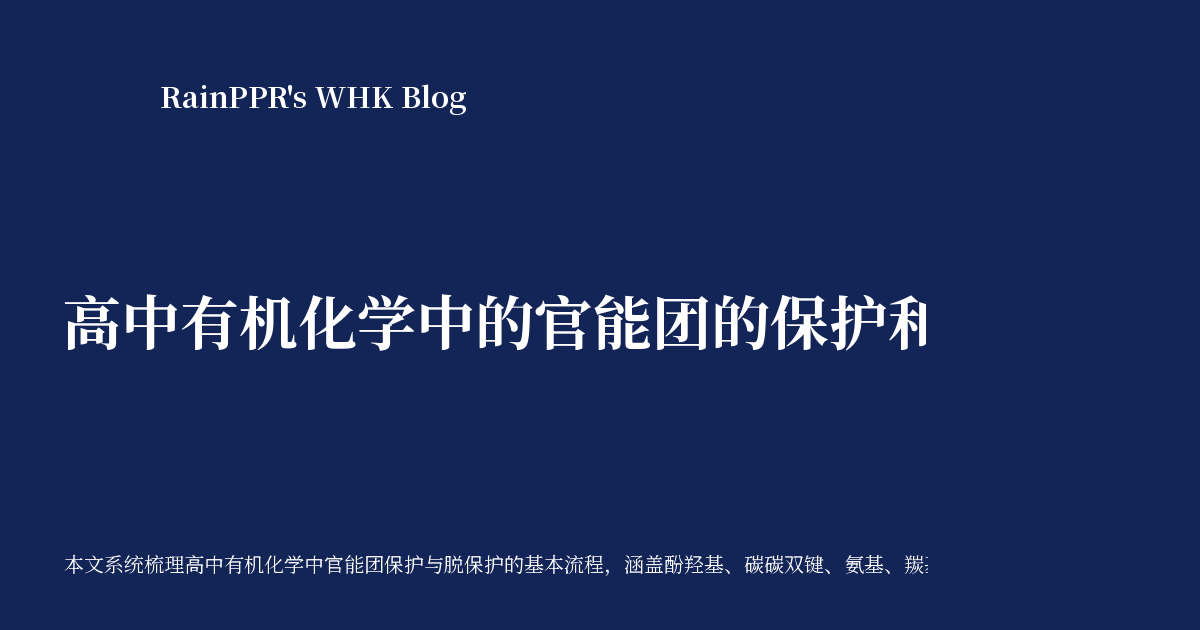 RainPPR's WHK Blog
高中有机化学中的官能团的保护和
本文系统梳理高中有机化学中官能团保护与脱保护的基本流程，涵盖酚羟基、碳碳双键、氨基、羰